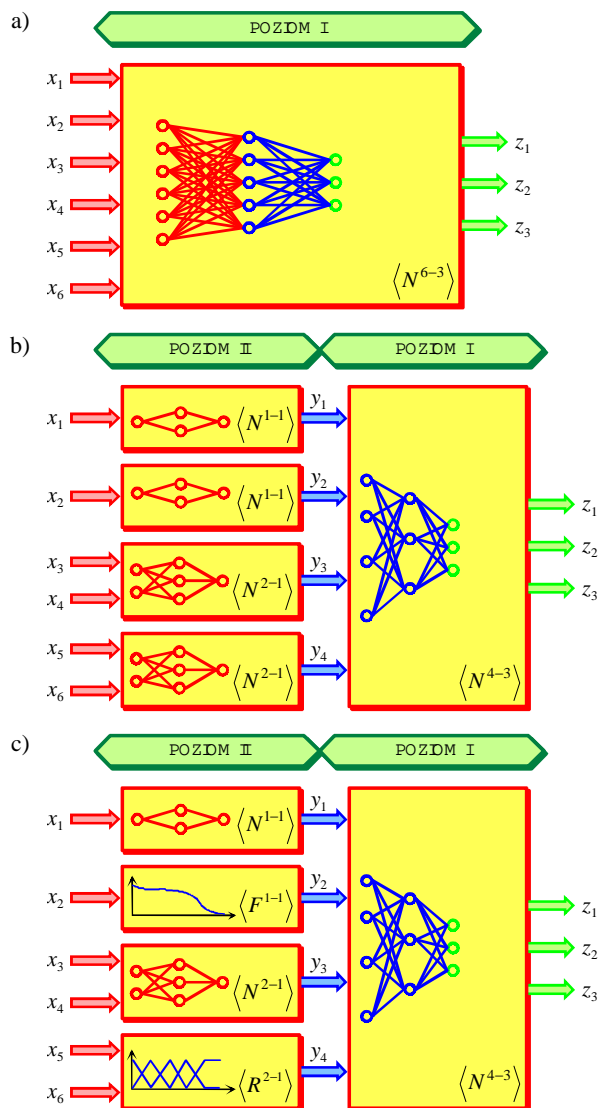 a)
POZIOM I
x₁
x₂
x₃
x₄
x₅
x₆
z₁
z₂
z₃
⟨N⁶⁻³⟩
b)
POZIOM II POZIOM I
x₁
⟨N¹⁻¹⟩
y₁
x₂
⟨N¹⁻¹⟩
y₂
x₃
x₄
⟨N²⁻¹⟩
y₃
x₅
x₆
⟨N²⁻¹⟩
y₄
⟨N⁴⁻³⟩
z₁
z₂
z₃
c)
POZIOM II POZIOM I
x₁
⟨N¹⁻¹⟩
y₁
x₂
⟨F¹⁻¹⟩
y₂
x₃
x₄
⟨N²⁻¹⟩
y₃
x₅
x₆
⟨R²⁻¹⟩
y₄
⟨N⁴⁻³⟩
z₁
z₂
z₃